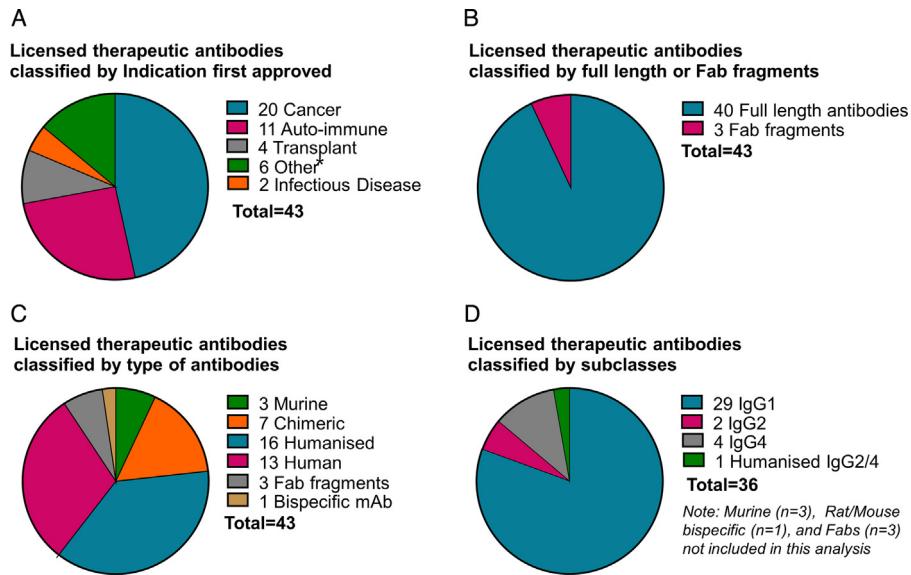 A
Licensed therapeutic antibodies
classified by Indication first approved
20 Cancer
11 Auto-immune
4 Transplant
6 Other*
2 Infectious Disease
Total=43
B
Licensed therapeutic antibodies
classified by full length or Fab fragments
40 Full length antibodies
3 Fab fragments
Total=43
C
Licensed therapeutic antibodies
classified by type of antibodies
3 Murine
7 Chimeric
16 Humanised
13 Human
3 Fab fragments
1 Bispecific mAb
Total=43
D
Licensed therapeutic antibodies
classified by subclasses
29 IgG1
2 IgG2
4 IgG4
1 Humanised IgG2/4
Total=36
Note: Murine (n=3), Rat/Mouse
bispecific (n=1), and Fabs (n=3)
not included in this analysis